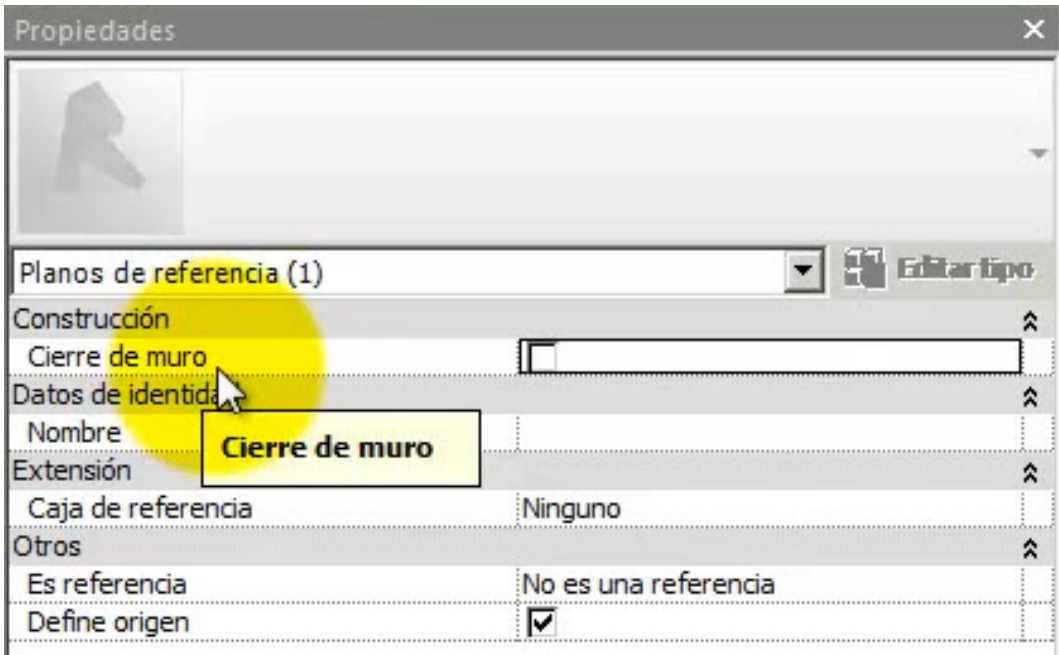 Propiedades
Planos de referencia (1) Editar tipo
Construcción
Cierre de muro
Datos de identida
Nombre
Cierre de muro
Extensión
Caja de referencia Ninguno
Otros
Es referencia No es una referencia
Define origen